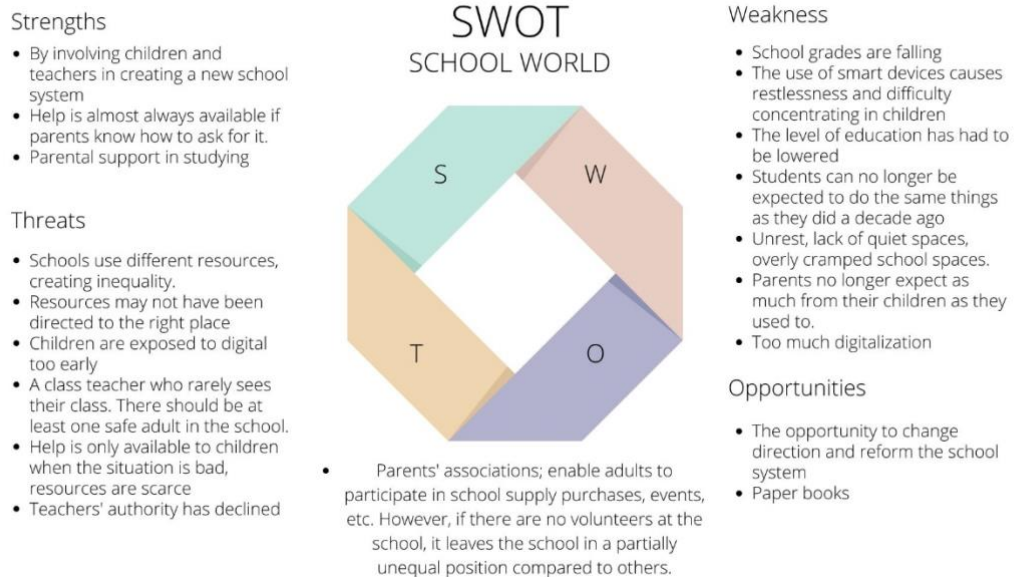 SWOT
SCHOOL WORLD
Strengths
• By involving children and
teachers in creating a new school
system
• Help is almost always available if
parents know how to ask for it.
• Parental support in studying
Threats
• Schools use different resources,
creating inequality.
• Resources may not have been
directed to the right place
• Children are exposed to digital
too early
• A class teacher who rarely sees
their class. There should be at
least one safe adult in the school.
• Help is only available to children
when the situation is bad,
resources are scarce
• Teachers' authority has declined
S
W
T
O
• Parents' associations; enable adults to
participate in school supply purchases, events,
etc. However, if there are no volunteers at the
school, it leaves the school in a partially
unequal position compared to others.
Weakness
• School grades are falling
• The use of smart devices causes
restlessness and difficulty
concentrating in children
• The level of education has had to
be lowered
• Students can no longer be
expected to do the same things
as they did a decade ago
• Unrest, lack of quiet spaces,
overly cramped school spaces.
• Parents no longer expect as
much from their children as they
used to.
• Too much digitalization
Opportunities
• The opportunity to change
direction and reform the school
system
• Paper books